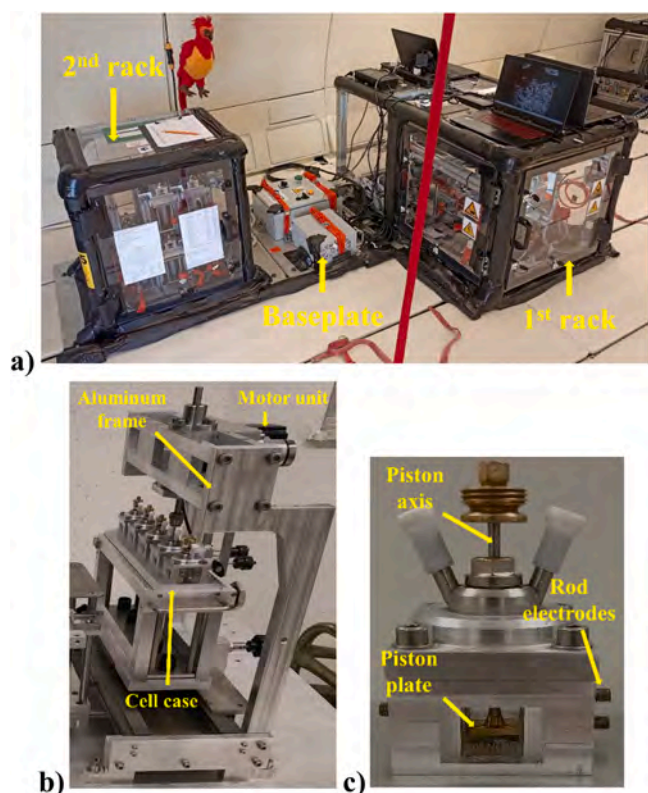 2nd rack
Baseplate
1st rack
a)
Aluminum
frame
Motor unit
Cell case
b)
Piston
axis
Rod
electrodes
Piston
plate
c)